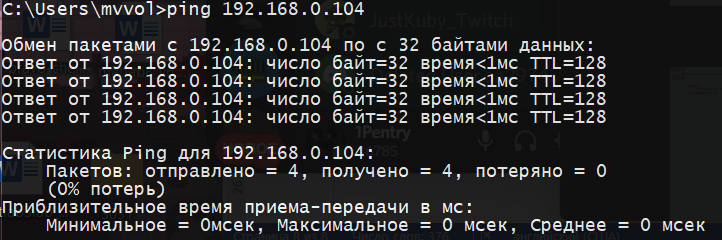 C:\Users\mvvol>ping 192.168.0.104
Обмен пакетами с 192.168.0.104 по с 32 байтами данных:
Ответ от 192.168.0.104: число байт=32 время<1мс TTL=128
Ответ от 192.168.0.104: число байт=32 время<1мс TTL=128
Ответ от 192.168.0.104: число байт=32 время<1мс TTL=128
Ответ от 192.168.0.104: число байт=32 время<1мс TTL=128
Статистика Ping для 192.168.0.104:
Пакетов: отправлено = 4, получено = 4, потеряно = 0
(0% потерь)
Приблизительное время приема-передачи в мс:
Минимальное = 0мсек, Максимальное = 0 мсек, Среднее = 0 мсек
JustKuby_Twitch
1Pentry